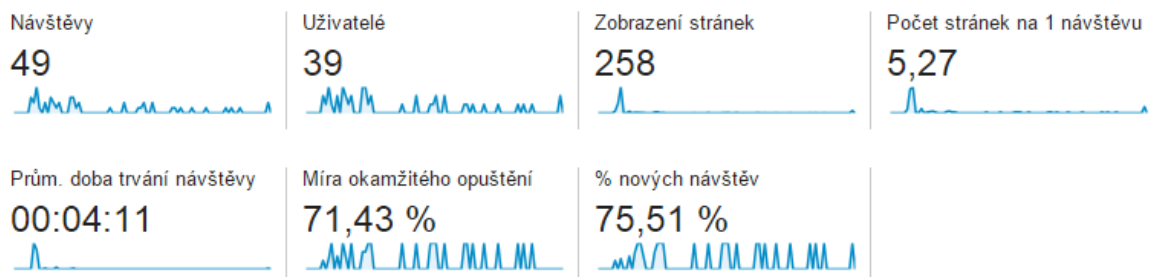 Návštěvy
49
Uživatelé
39
Zobrazení stránek
258
Počet stránek na 1 návštěvu
5,27
Prům. doba trvání návštěvy
00:04:11
Míra okamžitého opuštění
71,43 %
% nových návštěv
75,51 %